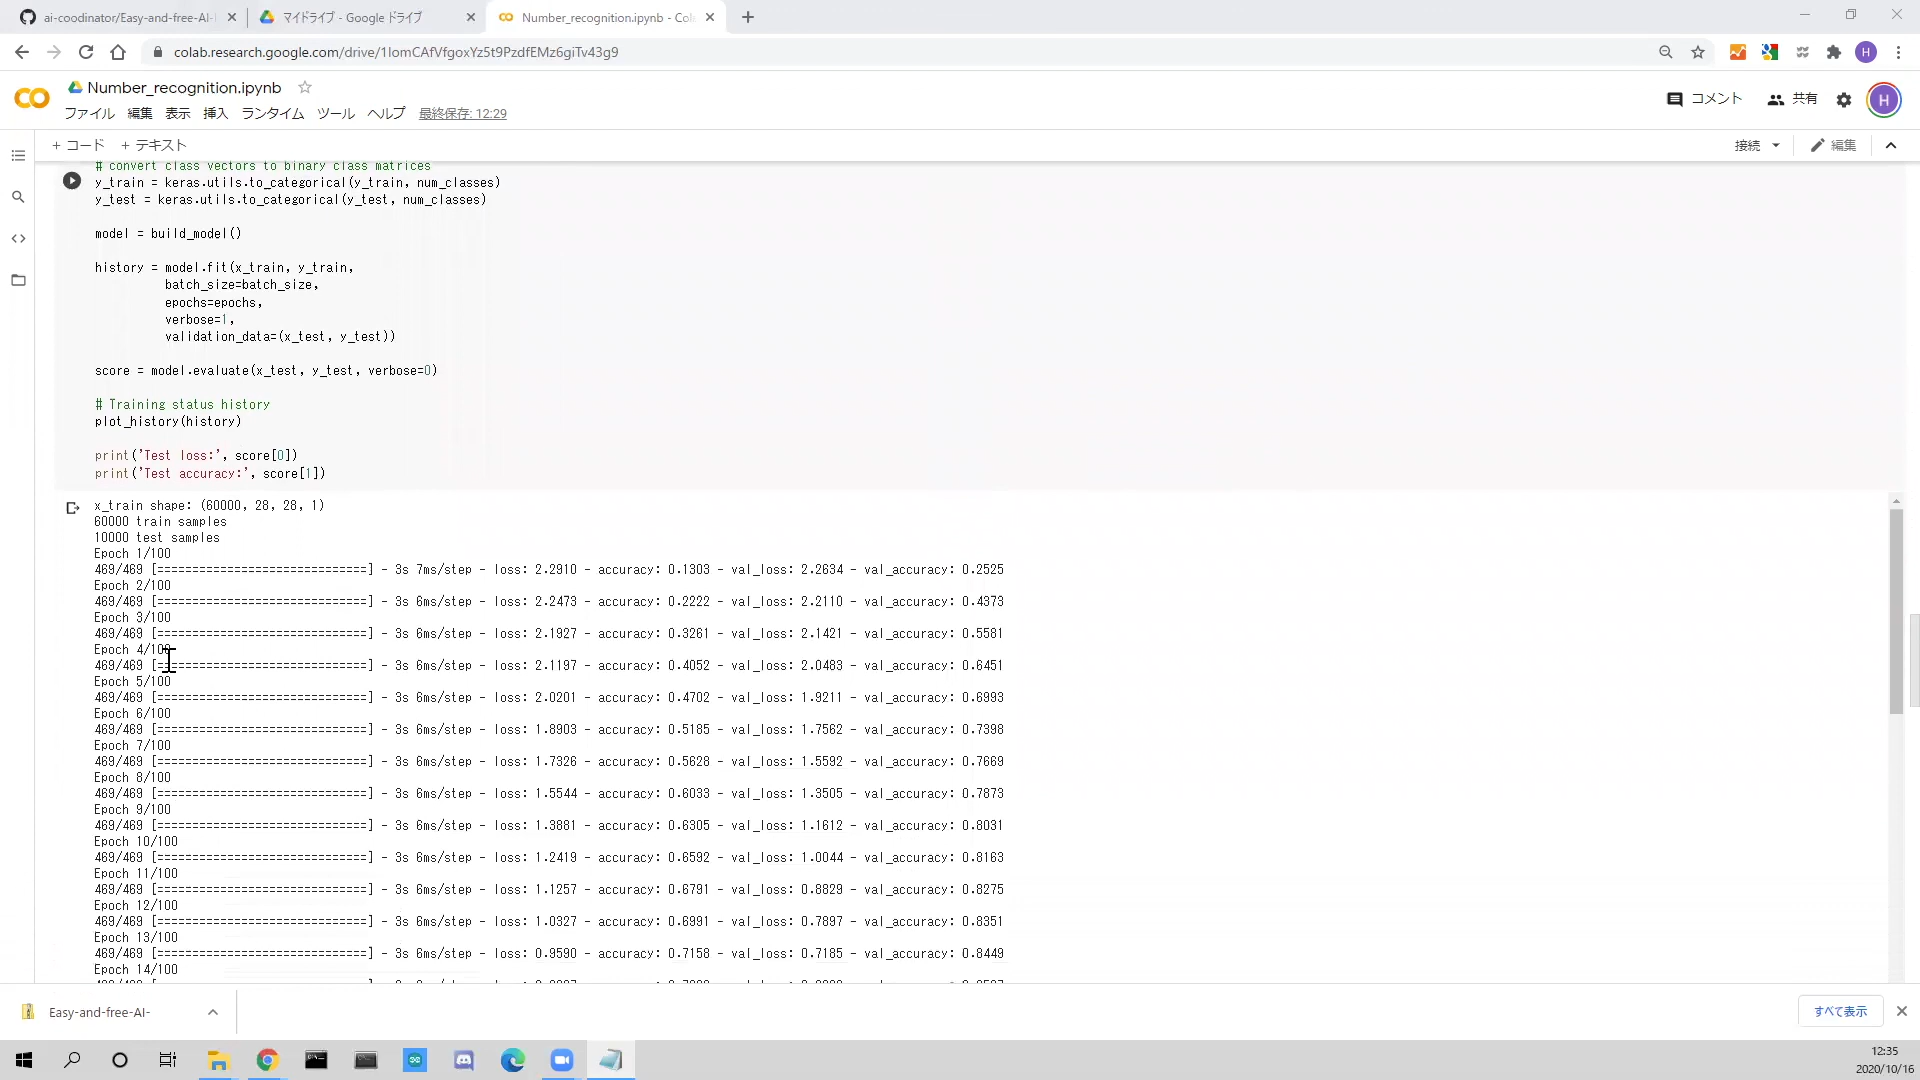 ai-coodinator/Easy-and-free-AI-
マイドライブ - Google ドライブ
Number_recognition.ipynb - Col
colab.research.google.com/drive/1IomCAfVfgoxYz5t9PzdfEMz6giTv43g9
H
Number_recognition.ipynb
ファイル 編集 表示 挿入 ランタイム ツール ヘルプ 最終保存: 12:29
コメント 共有 H
+ コード + テキスト
接続 編集
# convert class vectors to binary class matrices
y_train = keras.utils.to_categorical(y_train, num_classes)
y_test = keras.utils.to_categorical(y_test, num_classes)
model = build_model()
history = model.fit(x_train, y_train,
batch_size=batch_size,
epochs=epochs,
verbose=1,
validation_data=(x_test, y_test))
score = model.evaluate(x_test, y_test, verbose=0)
# Training status history
plot_history(history)
print('Test loss:', score[0])
print('Test accuracy:', score[1])
x_train shape: (60000, 28, 28, 1)
60000 train samples
10000 test samples
Epoch 1/100
469/469 [==============================] - 3s 7ms/step - loss: 2.2910 - accuracy: 0.1303 - val_loss: 2.2634 - val_accuracy: 0.2525
Epoch 2/100
469/469 [==============================] - 3s 6ms/step - loss: 2.2473 - accuracy: 0.2222 - val_loss: 2.2110 - val_accuracy: 0.4373
Epoch 3/100
469/469 [==============================] - 3s 6ms/step - loss: 2.1927 - accuracy: 0.3261 - val_loss: 2.1421 - val_accuracy: 0.5581
Epoch 4/100
469/469 [==============================] - 3s 6ms/step - loss: 2.1197 - accuracy: 0.4052 - val_loss: 2.0483 - val_accuracy: 0.6451
Epoch 5/100
469/469 [==============================] - 3s 6ms/step - loss: 2.0201 - accuracy: 0.4702 - val_loss: 1.9211 - val_accuracy: 0.6993
Epoch 6/100
469/469 [==============================] - 3s 6ms/step - loss: 1.8903 - accuracy: 0.5185 - val_loss: 1.7562 - val_accuracy: 0.7398
Epoch 7/100
469/469 [==============================] - 3s 6ms/step - loss: 1.7326 - accuracy: 0.5628 - val_loss: 1.5592 - val_accuracy: 0.7669
Epoch 8/100
469/469 [==============================] - 3s 6ms/step - loss: 1.5544 - accuracy: 0.6033 - val_loss: 1.3505 - val_accuracy: 0.7873
Epoch 9/100
469/469 [==============================] - 3s 6ms/step - loss: 1.3881 - accuracy: 0.6305 - val_loss: 1.1612 - val_accuracy: 0.8031
Epoch 10/100
469/469 [==============================] - 3s 6ms/step - loss: 1.2419 - accuracy: 0.6592 - val_loss: 1.0044 - val_accuracy: 0.8163
Epoch 11/100
469/469 [==============================] - 3s 6ms/step - loss: 1.1257 - accuracy: 0.6791 - val_loss: 0.8829 - val_accuracy: 0.8275
Epoch 12/100
469/469 [==============================] - 3s 6ms/step - loss: 1.0327 - accuracy: 0.6991 - val_loss: 0.7897 - val_accuracy: 0.8351
Epoch 13/100
469/469 [==============================] - 3s 6ms/step - loss: 0.9590 - accuracy: 0.7158 - val_loss: 0.7185 - val_accuracy: 0.8449
Epoch 14/100
Easy-and-free-AI-
すべて表示
12:35
2020/10/16